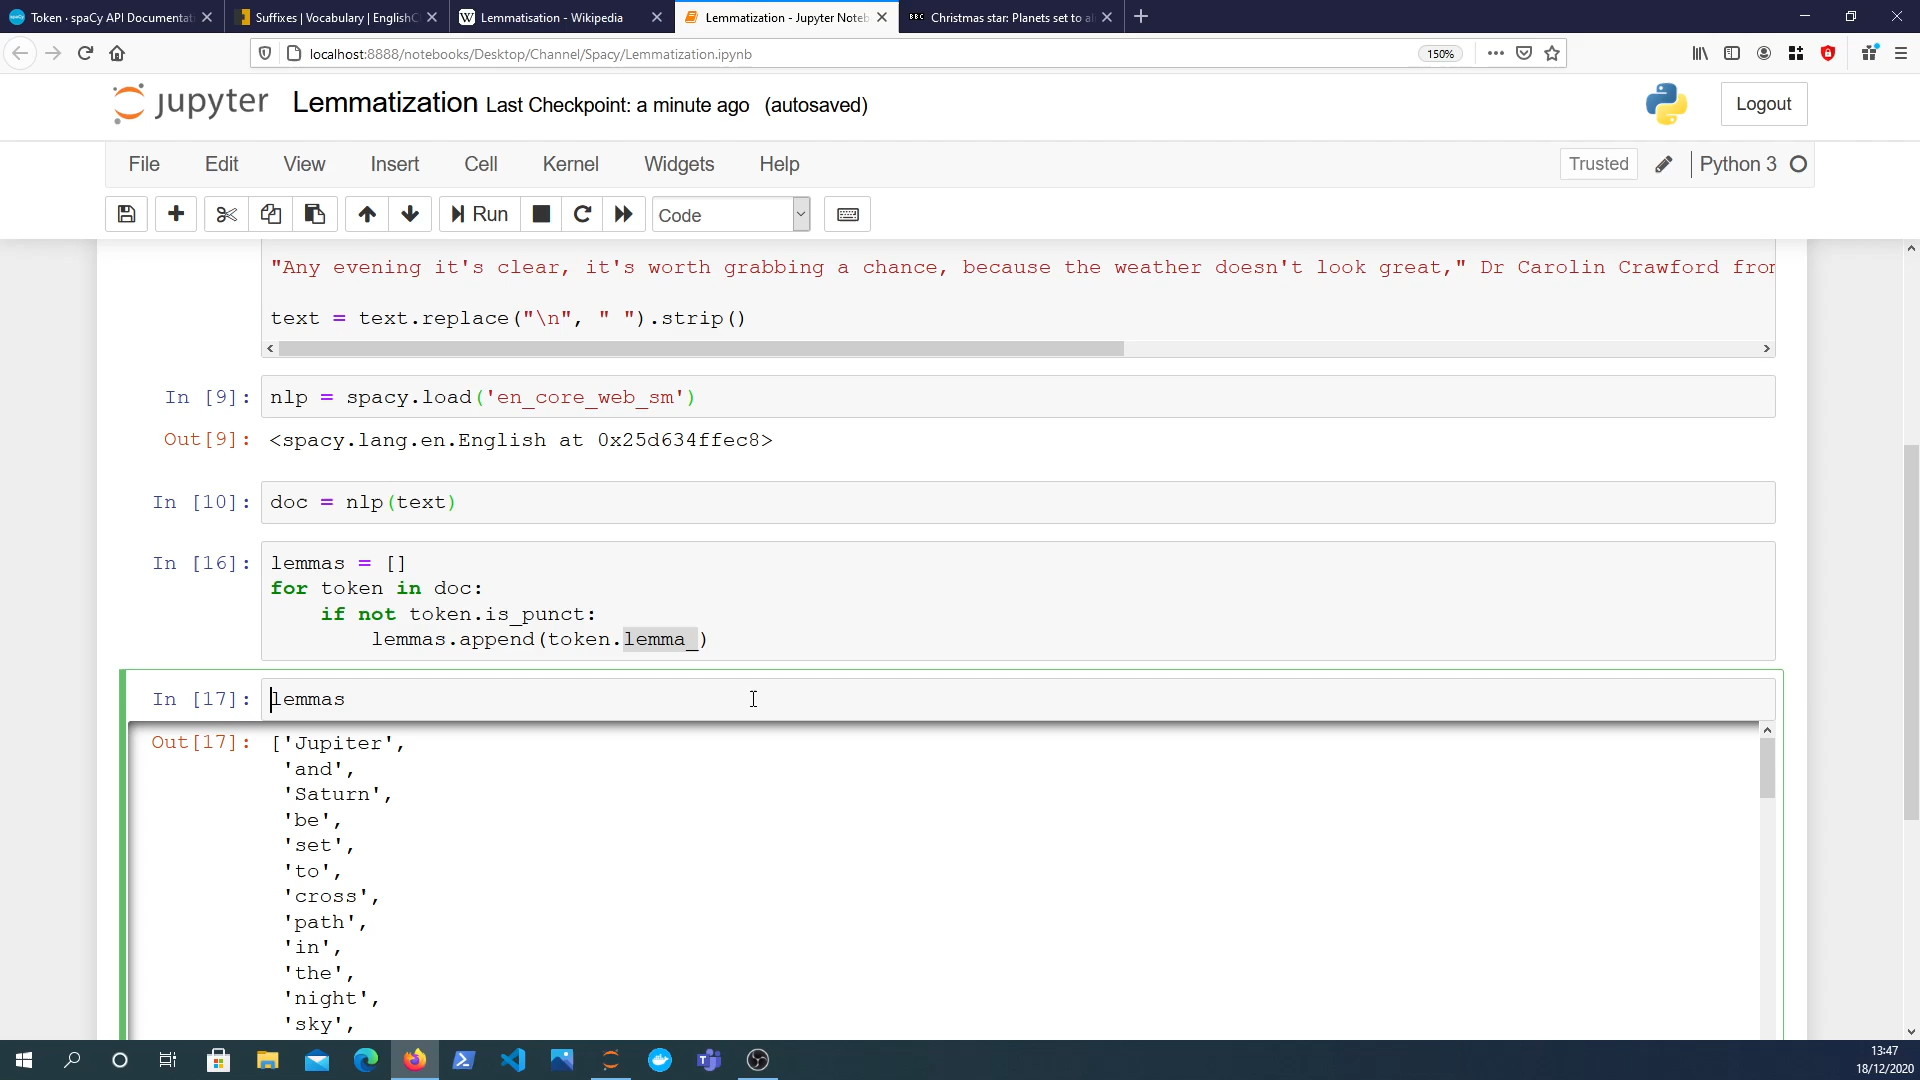 Token · spaCy API Documentat
Suffixes | Vocabulary | EnglishC
Lemmatisation - Wikipedia
Lemmatization - Jupyter Noteb
BBC Christmas star: Planets set to al
localhost:8888/notebooks/Desktop/Channel/Spacy/Lemmatization.ipynb
150%
jupyter Lemmatization Last Checkpoint: a minute ago (autosaved)
Logout
File Edit View Insert Cell Kernel Widgets Help
Trusted Python 3
Run Code
"Any evening it's clear, it's worth grabbing a chance, because the weather doesn't look great," Dr Carolin Crawford from
text = text.replace("\n", " ").strip()
In [9]: nlp = spacy.load('en_core_web_sm')
Out[9]: <spacy.lang.en.English at 0x25d634ffec8>
In [10]: doc = nlp(text)
In [16]: lemmas = []
for token in doc:
if not token.is_punct:
lemmas.append(token.lemma_)
In [17]: lemmas
Out[17]: ['Jupiter',
'and',
'Saturn',
'be',
'set',
'to',
'cross',
'path',
'in',
'the',
'night',
'sky',
13:47
18/12/2020